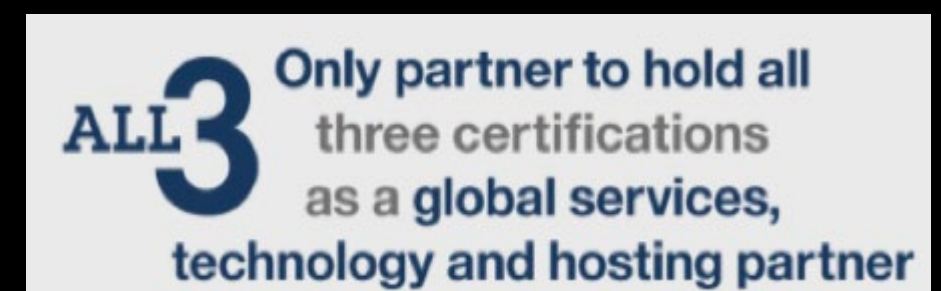 ALL 3
Only partner to hold all
three certifications
as a global services,
technology and hosting partner